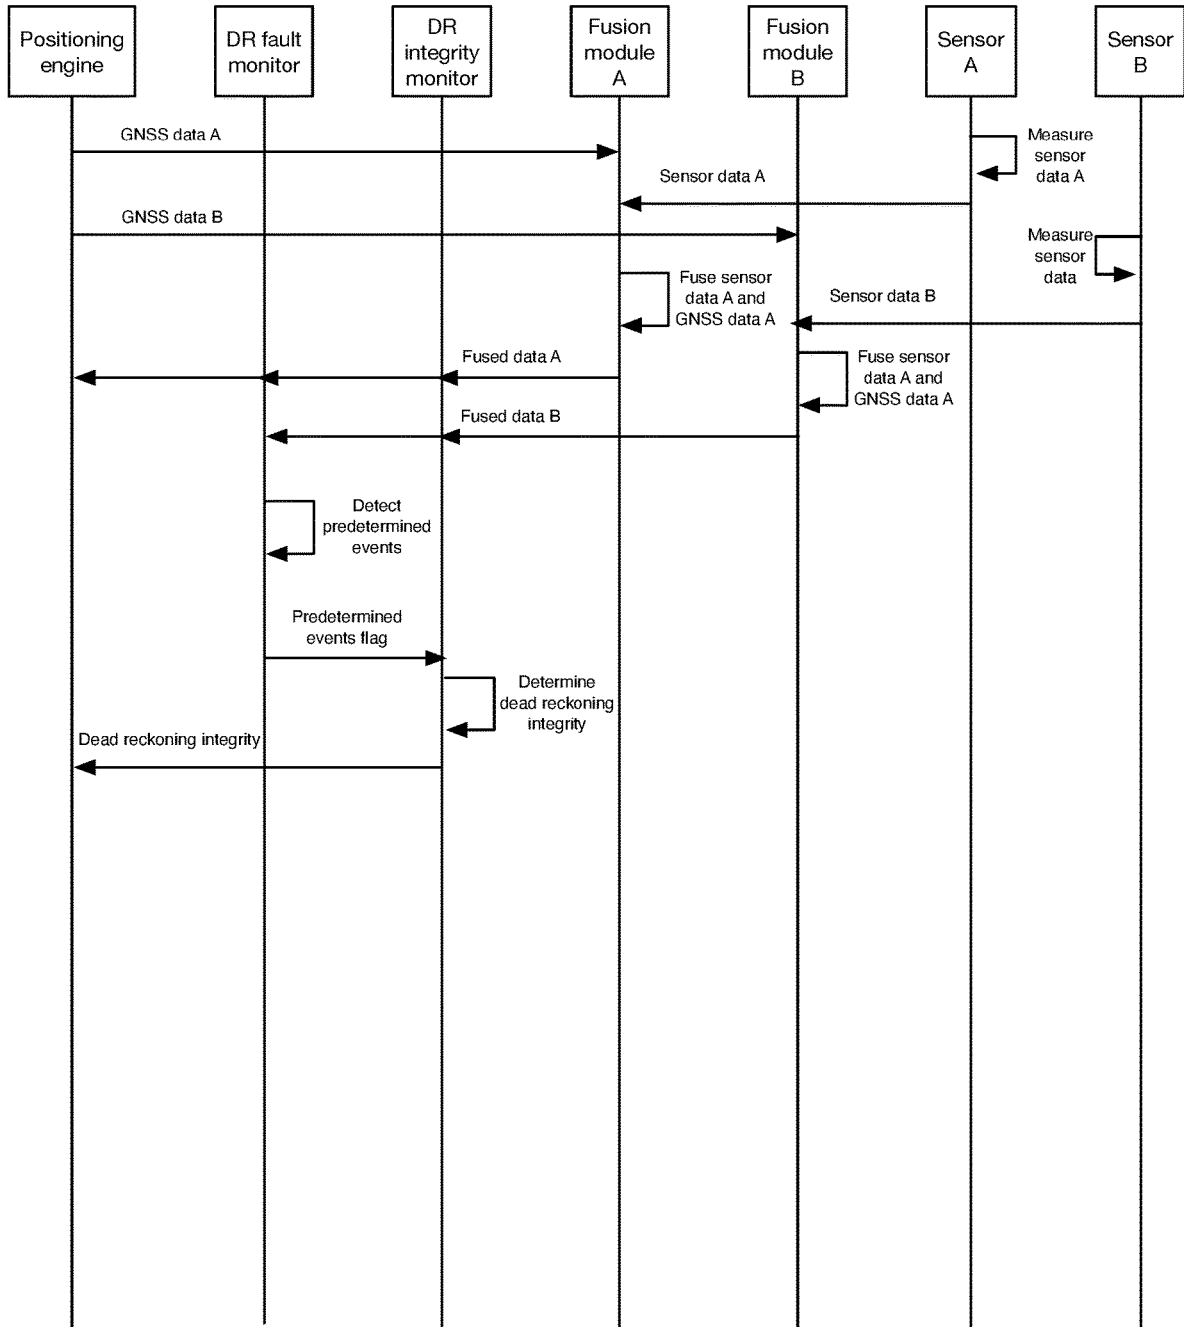 Positioning
engine
DR fault
monitor
DR
integrity
monitor
Fusion
module
A
Fusion
module
B
Sensor
A
Sensor
B
GNSS data A
Measure
sensor
data A
Sensor data A
GNSS data B
Measure
sensor
data
Fuse sensor
data A and
GNSS data A
Sensor data B
Fused data A
Fuse sensor
data A and
GNSS data A
Fused data B
Detect
predetermined
events
Predetermined
events flag
Determine
dead reckoning
integrity
Dead reckoning integrity